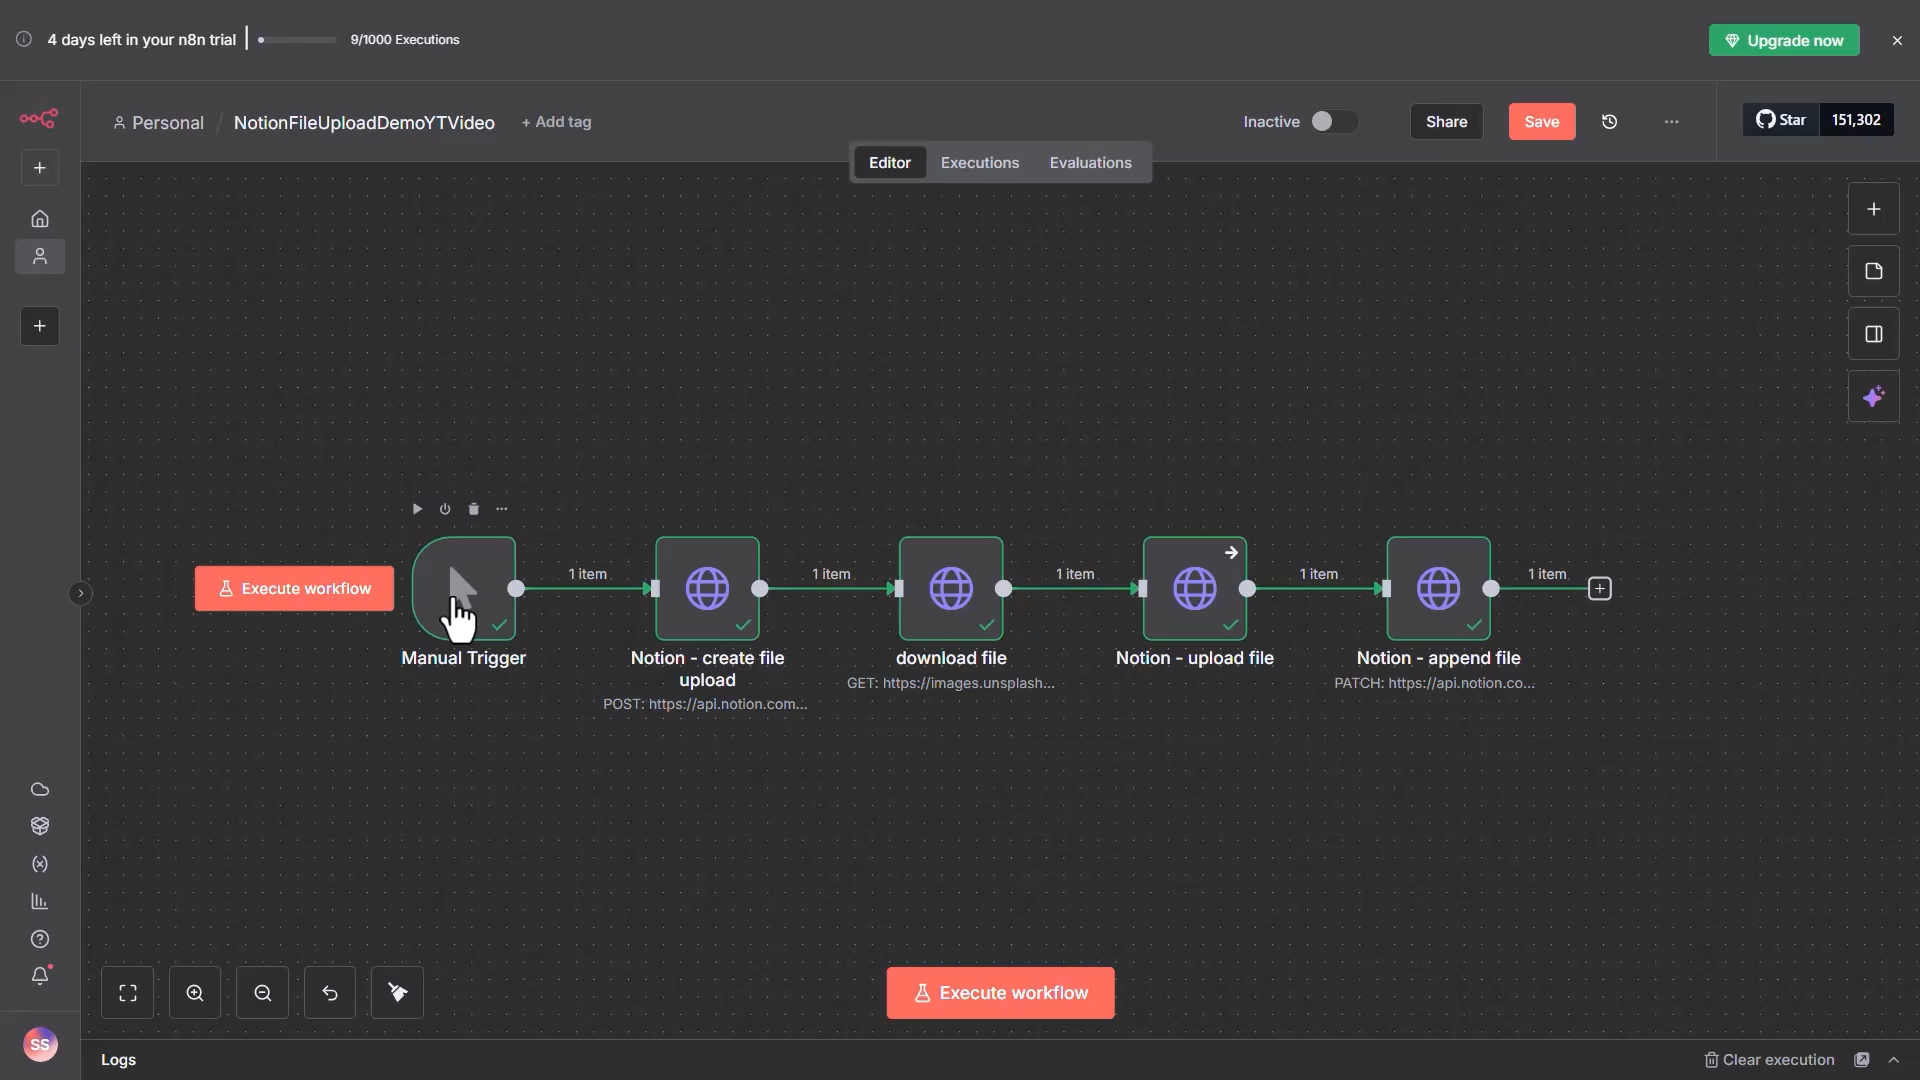 4 days left in your n8n trial
9/1000 Executions
Upgrade now
Personal / NotionFileUploadDemoYTVideo + Add tag
Inactive
Share
Save
Star 151,302
Editor
Executions
Evaluations
Execute workflow
1 item
1 item
1 item
1 item
1 item
Manual Trigger
Notion - create file
upload
POST: https://api.notion.com...
download file
GET: https://images.unsplash...
Notion - upload file
Notion - append file
PATCH: https://api.notion.co...
Execute workflow
SS
Logs
Clear execution